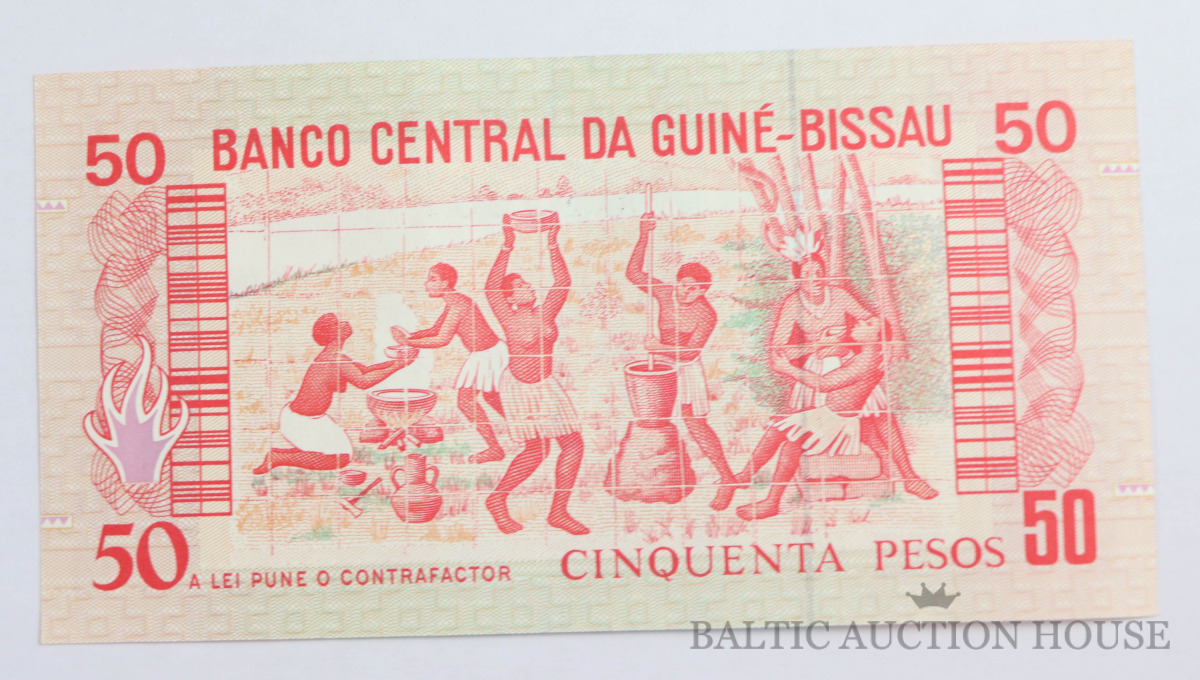 50 BANCO CENTRAL DA GUINÉ-BISSAU 50
50 A LEI PUNE O CONTRAFACTOR CINQUENTA PESOS 50
BALTIC AUCTION HOUSE